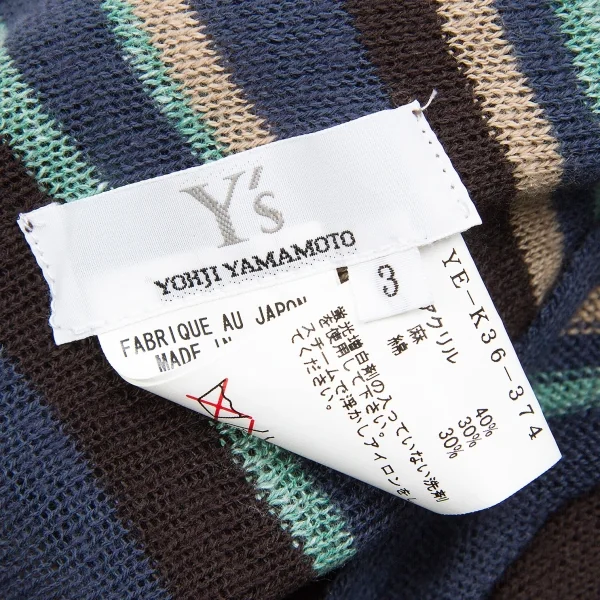 Y's
YOHJI YAMAMOTO
3
FABRIQUE AU JAPON
MADE IN
YE-K36-374
アクリル 40%
麻 30%
綿 30%
蛍光増白剤の入っていない洗剤
を使用して下さい。
スチームで浮かしアイロンを
してください。